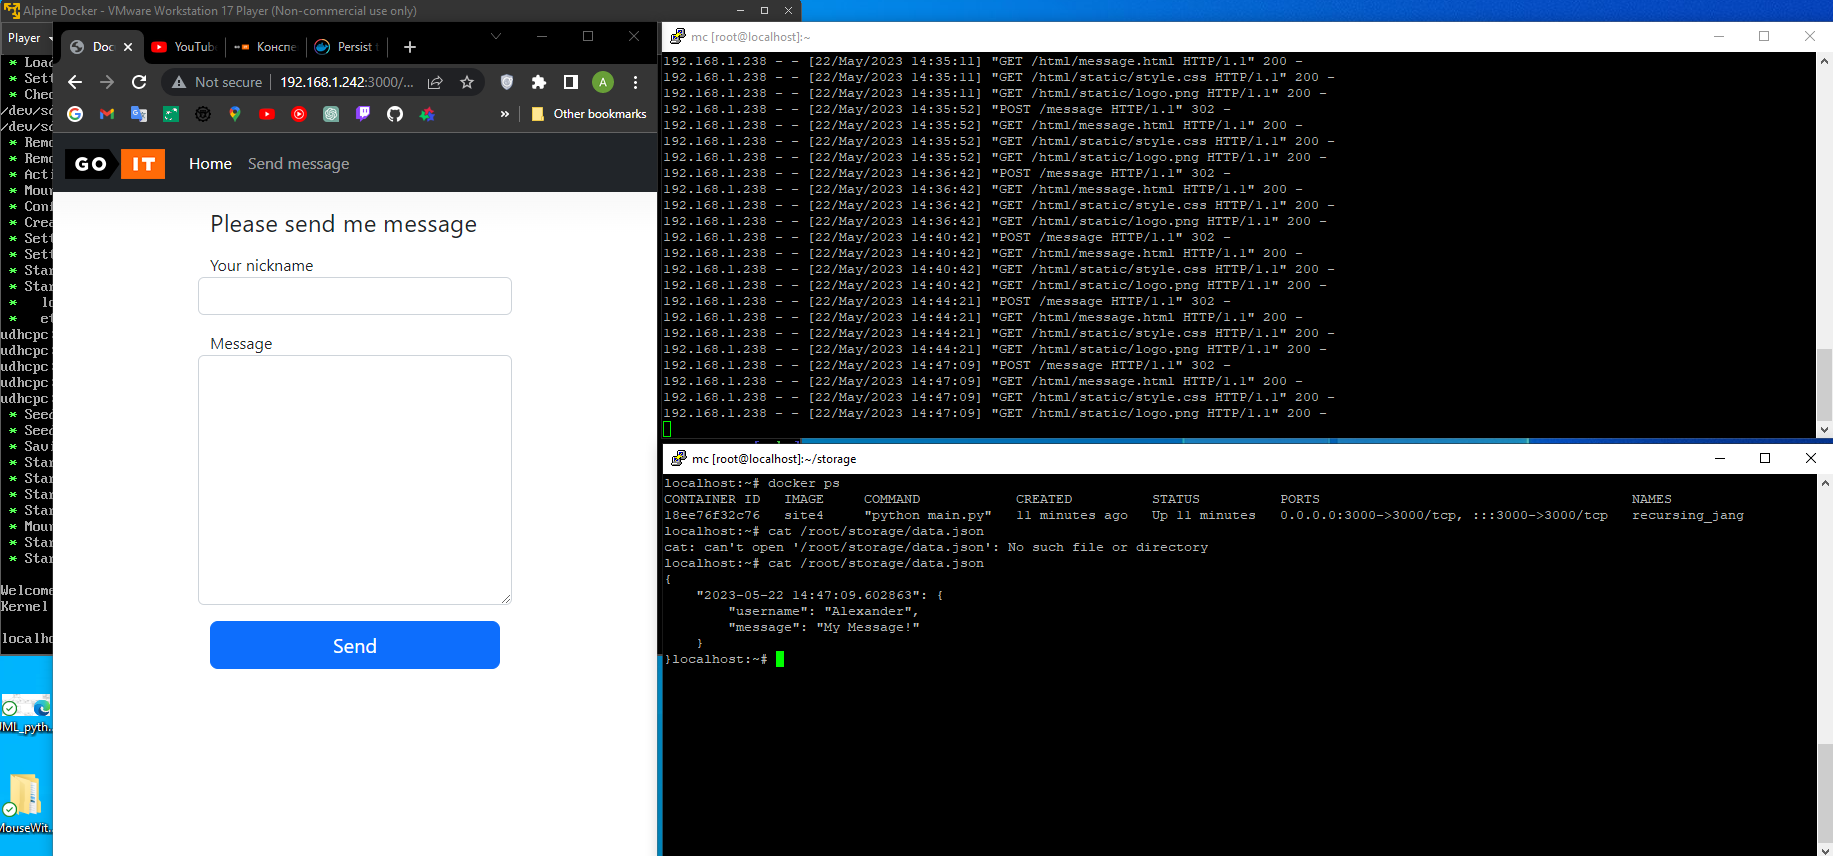 Alpine Docker - VMware Workstation 17 Player (Non-commercial use only)
Player
* Load
* Sett
* Chec
/dev/sd
/dev/sd
* Remo
* Remo
* Acti
* Moun
* Conf
* Crea
* Sett
* Sett
* Star
* Star
* lo
* et
udhcpc
udhcpc
udhcpc
udhcpc
udhcpc
* Seed
* Seed
* Savi
* Star
* Star
* Star
* Star
* Moun
* Star
* Star
Welcome
Kernel
localho
JML_pyth...
MouseWit...
Doc
YouTub
Конспе
Persist
Not secure
192.168.1.242:3000/...
A
»
Other bookmarks
GO IT
Home
Send message
Please send me message
Your nickname
Message
Send
mc [root@localhost]:~
192.168.1.238 - - [22/May/2023 14:35:11] "GET /html/message.html HTTP/1.1" 200 -
192.168.1.238 - - [22/May/2023 14:35:11] "GET /html/static/style.css HTTP/1.1" 200 -
192.168.1.238 - - [22/May/2023 14:35:11] "GET /html/static/logo.png HTTP/1.1" 200 -
192.168.1.238 - - [22/May/2023 14:35:52] "POST /message HTTP/1.1" 302 -
192.168.1.238 - - [22/May/2023 14:35:52] "GET /html/message.html HTTP/1.1" 200 -
192.168.1.238 - - [22/May/2023 14:35:52] "GET /html/static/style.css HTTP/1.1" 200 -
192.168.1.238 - - [22/May/2023 14:35:52] "GET /html/static/logo.png HTTP/1.1" 200 -
192.168.1.238 - - [22/May/2023 14:36:42] "POST /message HTTP/1.1" 302 -
192.168.1.238 - - [22/May/2023 14:36:42] "GET /html/message.html HTTP/1.1" 200 -
192.168.1.238 - - [22/May/2023 14:36:42] "GET /html/static/style.css HTTP/1.1" 200 -
192.168.1.238 - - [22/May/2023 14:36:42] "GET /html/static/logo.png HTTP/1.1" 200 -
192.168.1.238 - - [22/May/2023 14:40:42] "POST /message HTTP/1.1" 302 -
192.168.1.238 - - [22/May/2023 14:40:42] "GET /html/message.html HTTP/1.1" 200 -
192.168.1.238 - - [22/May/2023 14:40:42] "GET /html/static/style.css HTTP/1.1" 200 -
192.168.1.238 - - [22/May/2023 14:40:42] "GET /html/static/logo.png HTTP/1.1" 200 -
192.168.1.238 - - [22/May/2023 14:44:21] "POST /message HTTP/1.1" 302 -
192.168.1.238 - - [22/May/2023 14:44:21] "GET /html/message.html HTTP/1.1" 200 -
192.168.1.238 - - [22/May/2023 14:44:21] "GET /html/static/style.css HTTP/1.1" 200 -
192.168.1.238 - - [22/May/2023 14:44:21] "GET /html/static/logo.png HTTP/1.1" 200 -
192.168.1.238 - - [22/May/2023 14:47:09] "POST /message HTTP/1.1" 302 -
192.168.1.238 - - [22/May/2023 14:47:09] "GET /html/message.html HTTP/1.1" 200 -
192.168.1.238 - - [22/May/2023 14:47:09] "GET /html/static/style.css HTTP/1.1" 200 -
192.168.1.238 - - [22/May/2023 14:47:09] "GET /html/static/logo.png HTTP/1.1" 200 -
mc [root@localhost]:~/storage
localhost:~# docker ps
CONTAINER ID IMAGE COMMAND CREATED STATUS PORTS NAMES
18ee76f32c76 site4 "python main.py" 11 minutes ago Up 11 minutes 0.0.0.0:3000->3000/tcp, :::3000->3000/tcp recursing_jang
localhost:~# cat /root/storage/data.json
cat: can't open '/root/storage/data.json': No such file or directory
localhost:~# cat /root/storage/data.json
{
"2023-05-22 14:47:09.602863": {
"username": "Alexander",
"message": "My Message!"
}
}localhost:~#